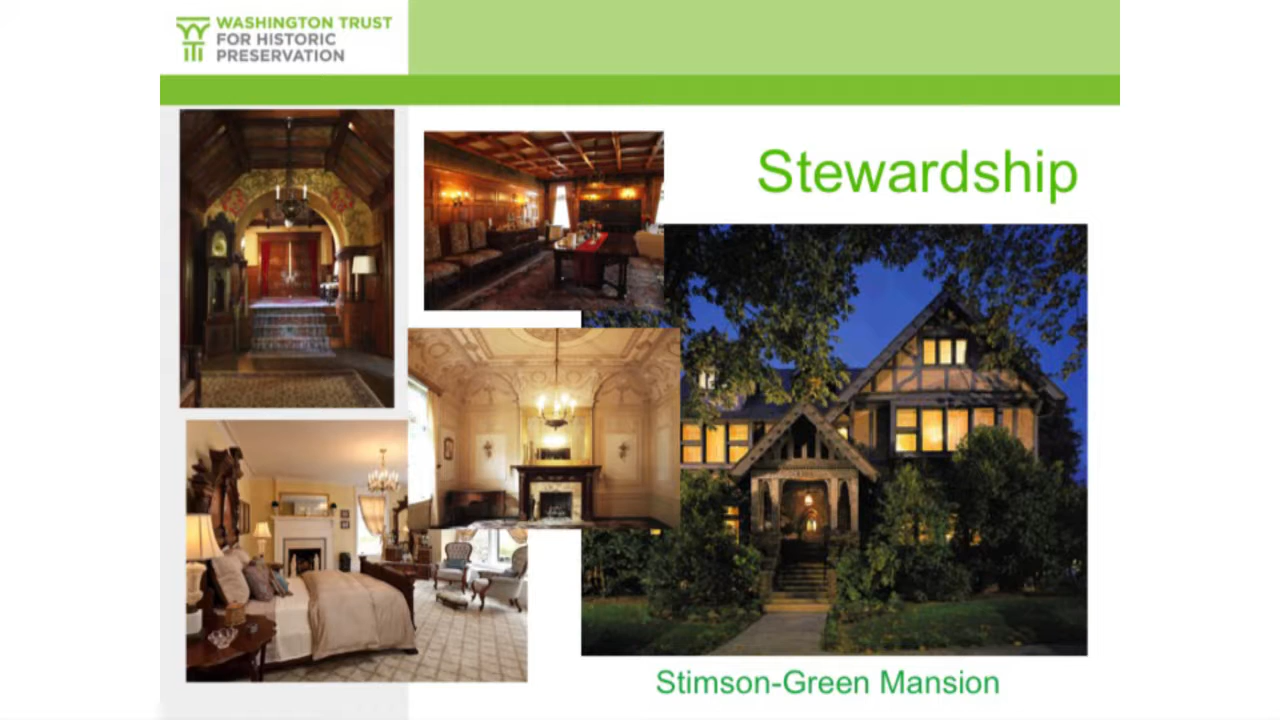 WASHINGTON TRUST
FOR HISTORIC
PRESERVATION
Stewardship
Stimson-Green Mansion